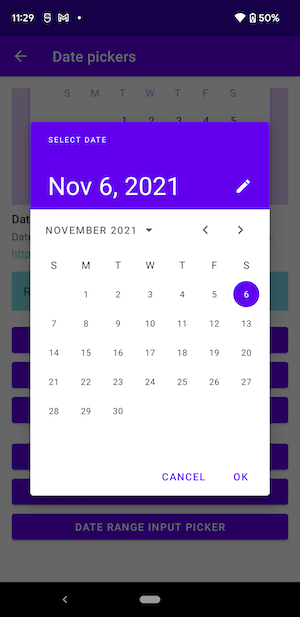 11:29
50%
Date pickers
S M T W T F S
1 2 3 4 5
SELECT DATE
Nov 6, 2021
NOVEMBER 2021
S M T W T F S
1 2 3 4 5 6
7 8 9 10 11 12 13
14 15 16 17 18 19 20
21 22 23 24 25 26 27
28 29 30
CANCEL OK
DATE RANGE INPUT PICKER